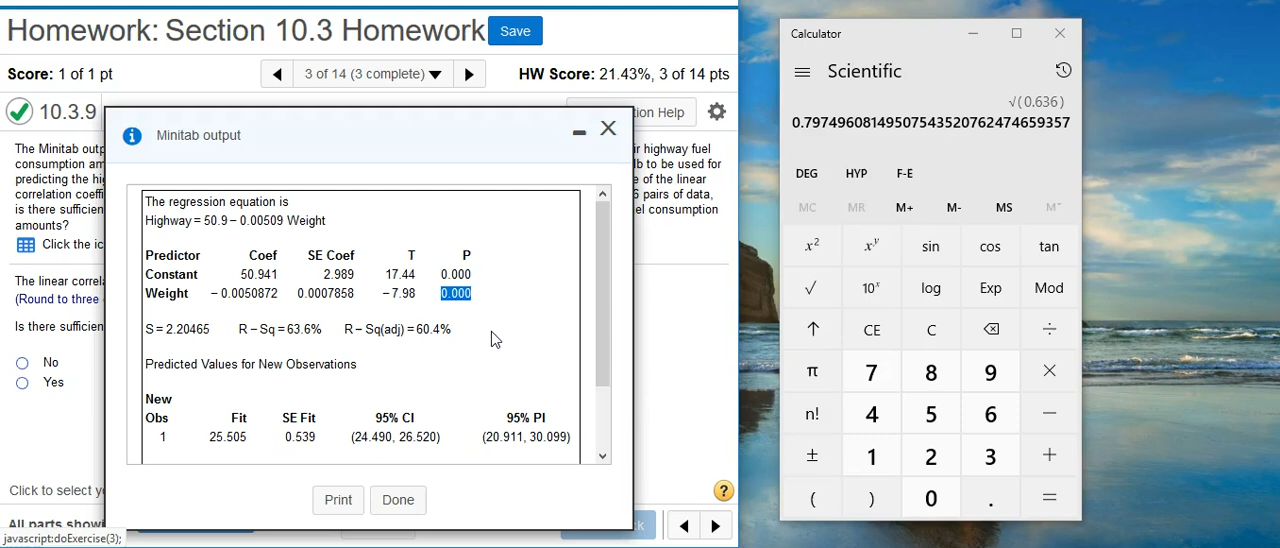 Homework: Section 10.3 Homework Save
Score: 1 of 1 pt 3 of 14 (3 complete) HW Score: 21.43%, 3 of 14 pts
10.3.9 ion Help
The Minitab outp ir highway fuel
consumption am lb to be used for
predicting the hig e of the linear
correlation coeffi 6 pairs of data,
is there sufficien el consumption
amounts?
Click the ic
The linear correla
(Round to three
Is there sufficien
No
Yes
Click to select y
All parts showi
javascript:doExercise(3);
k
?
Minitab output
The regression equation is
Highway = 50.9 – 0.00509 Weight
Predictor Coef SE Coef T P
Constant 50.941 2.989 17.44 0.000
Weight – 0.0050872 0.0007858 – 7.98 0.000
S = 2.20465 R – Sq = 63.6% R – Sq(adj) = 60.4%
Predicted Values for New Observations
New
Obs Fit SE Fit 95% CI 95% PI
1 25.505 0.539 (24.490, 26.520) (20.911, 30.099)
Print Done
Calculator
Scientific
√(0.636)
0.79749608149507543520762474659357
DEG HYP F-E
MC MR M+ M- MS M˅
x² xʸ sin cos tan
√ 10ˣ log Exp Mod
↑ CE C ⌫ ÷
π 7 8 9 ×
n! 4 5 6 −
± 1 2 3 +
( ) 0 . =